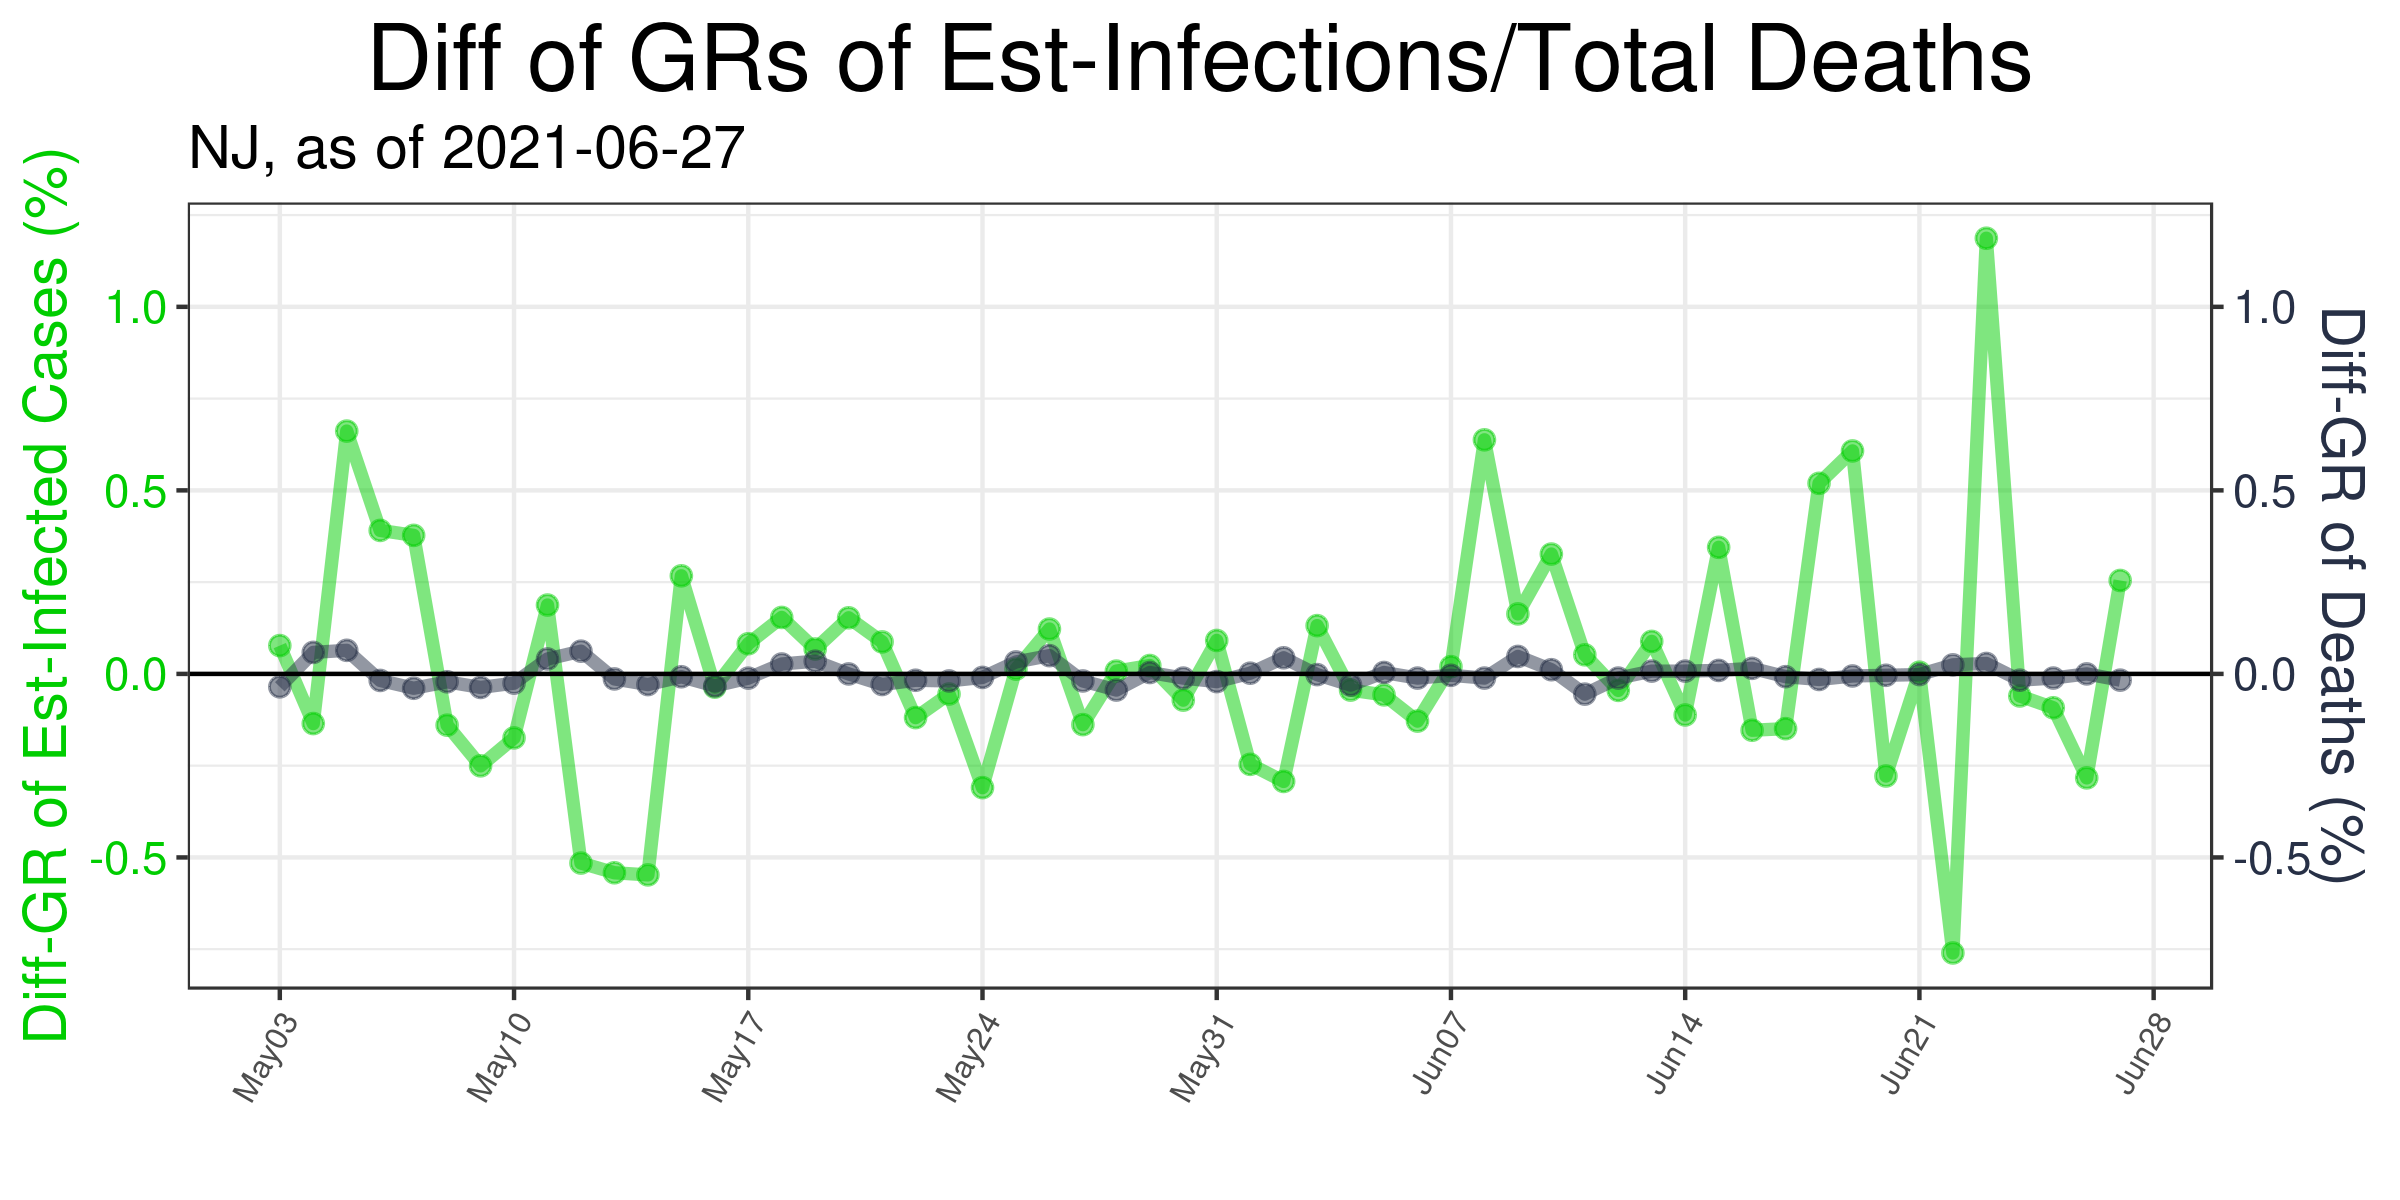 Diff of GRs of Est-Infections/Total Deaths
NJ, as of 2021-06-27
Diff-GR of Est-Infected Cases (%)
1.0
0.5
0.0
-0.5
1.0
0.5
0.0
-0.5
Diff-GR of Deaths (%)
May03
May10
May17
May24
May31
Jun07
Jun14
Jun21
Jun28